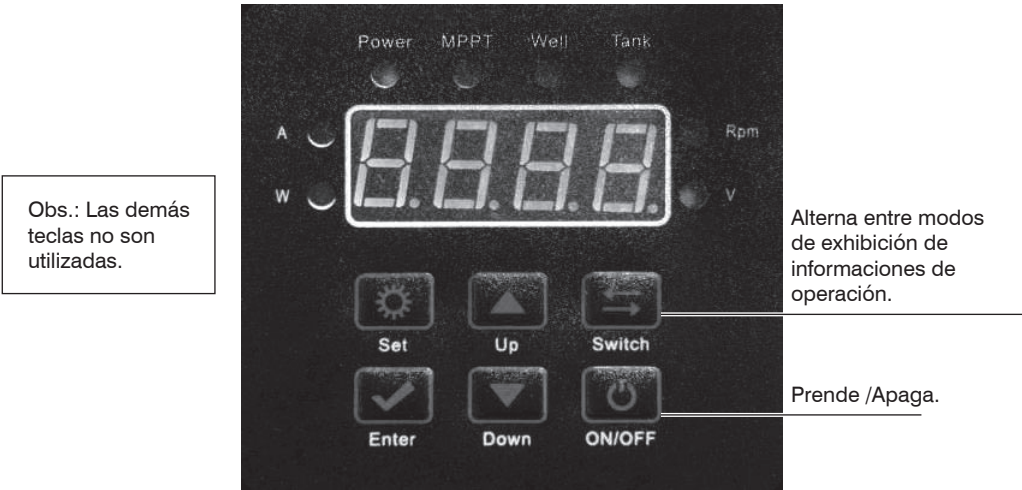 Power MPPT Well Tank
A
Rpm
W
V
Obs.: Las demás
teclas no son
utilizadas.
Alterna entre modos
de exhibición de
informaciones de
operación.
Set Up Switch
Prende /Apaga.
Enter Down ON/OFF